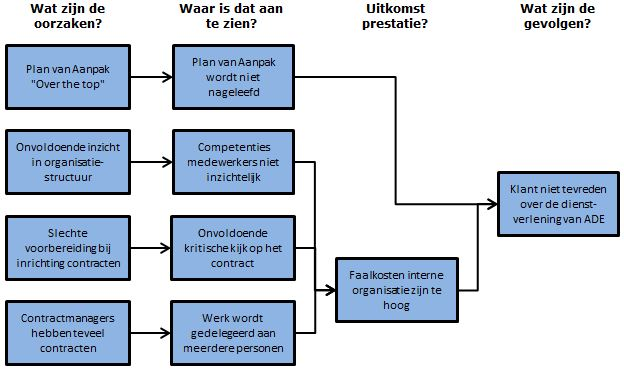 Wat zijn de
oorzaken?
Waar is dat aan
te zien?
Uitkomst
prestatie?
Wat zijn de
gevolgen?
Plan van Aanpak
"Over the top"
Plan van Aanpak
wordt niet
nageleefd
Onvoldoende inzicht
in organisatie-
structuur
Competenties
medewerkers niet
inzichtelijk
Klant niet tevreden
over de dienst-
verlening van ADE
Slechte
voorbereiding bij
inrichting contracten
Onvoldoende
kritische kijk op het
contract
Faalkosten interne
organisatie zijn te
hoog
Contractmanagers
hebben teveel
contracten
Werk wordt
gedelegeerd aan
meerdere personen